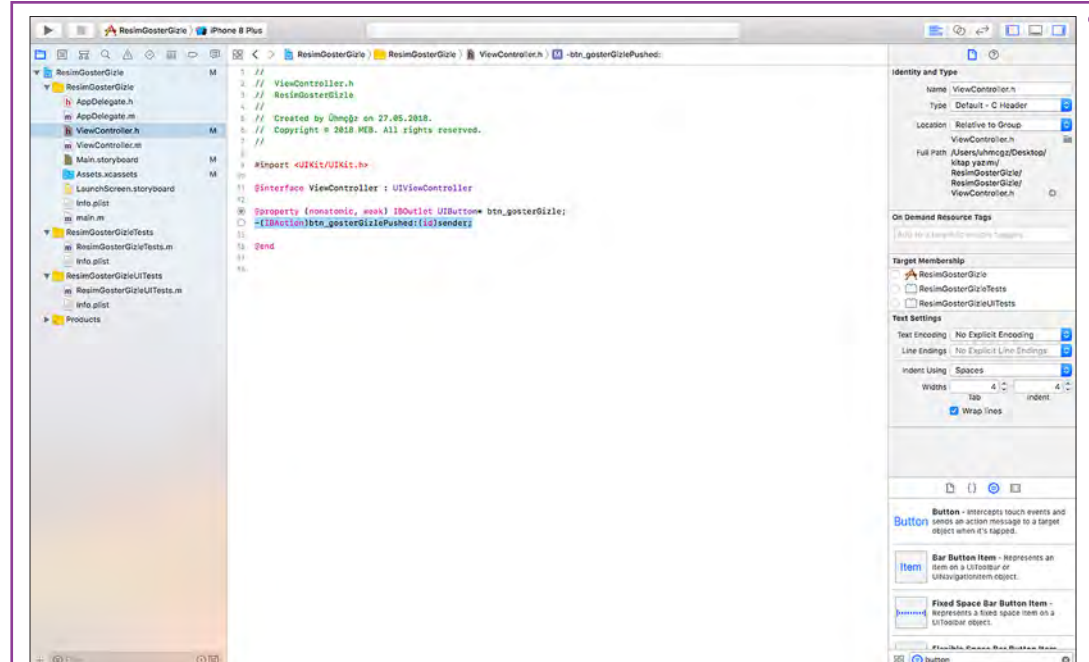 ResimGosterGizle iPhone 8 Plus
ResimGosterGizle ResimGosterGizle ViewController.h -btn_gosterGizlePushed:
ResimGosterGizle M
ResimGosterGizle
AppDelegate.h
AppDelegate.m
ViewController.h M
ViewController.m
Main.storyboard M
Assets.xcassets M
LaunchScreen.storyboard
Info.plist
main.m
ResimGosterGizleTests
ResimGosterGizleTests.m
Info.plist
ResimGosterGizleUITests
ResimGosterGizleUITests.m
Info.plist
Products
//
// ViewController.h
// ResimGosterGizle
//
// Created by Ühmçğz on 27.05.2018.
// Copyright © 2018 MEB. All rights reserved.
//
#import <UIKit/UIKit.h>
@interface ViewController : UIViewController
@property (nonatomic, weak) IBOutlet UIButton* btn_gosterGizle;
-(IBAction)btn_gosterGizlePushed:(id)sender;
@end
Identity and Type
Name ViewController.h
Type Default - C Header
Location Relative to Group
ViewController.h
Full Path /Users/uhmcgz/Desktop/
kitap yazımı/
ResimGosterGizle/
ResimGosterGizle/
ViewController.h
On Demand Resource Tags
Target Membership
ResimGosterGizle
ResimGosterGizleTests
ResimGosterGizleUITests
Text Settings
Text Encoding No Explicit Encoding
Line Endings No Explicit Line Endings
Indent Using Spaces
Widths 4 4
Tab Indent
Wrap lines
Button Button - Intercepts touch events and
sends an action message to a target
object when it's tapped.
Item Bar Button Item - Represents an
item on a UIToolbar or
UINavigationItem object.
Fixed Space Bar Button Item -
Represents a fixed space item on a
UIToolbar object.
Flexible Space Bar Button Item
button